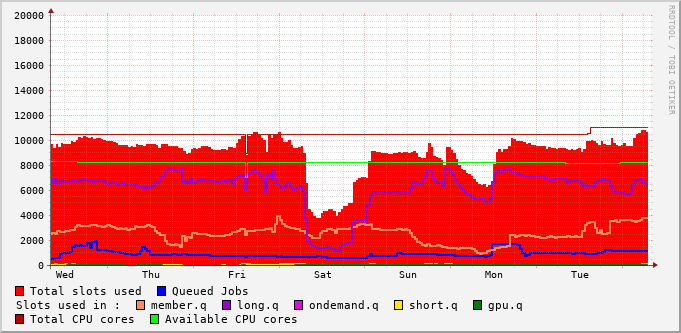 20000
18000
16000
14000
12000
10000
8000
6000
4000
2000
0
Wed Thu Fri Sat Sun Mon Tue
RRDTOOL / TOBI OETIKER
Total slots used Queued Jobs
Slots used in : member.q long.q ondemand.q short.q gpu.q
Total CPU cores Available CPU cores